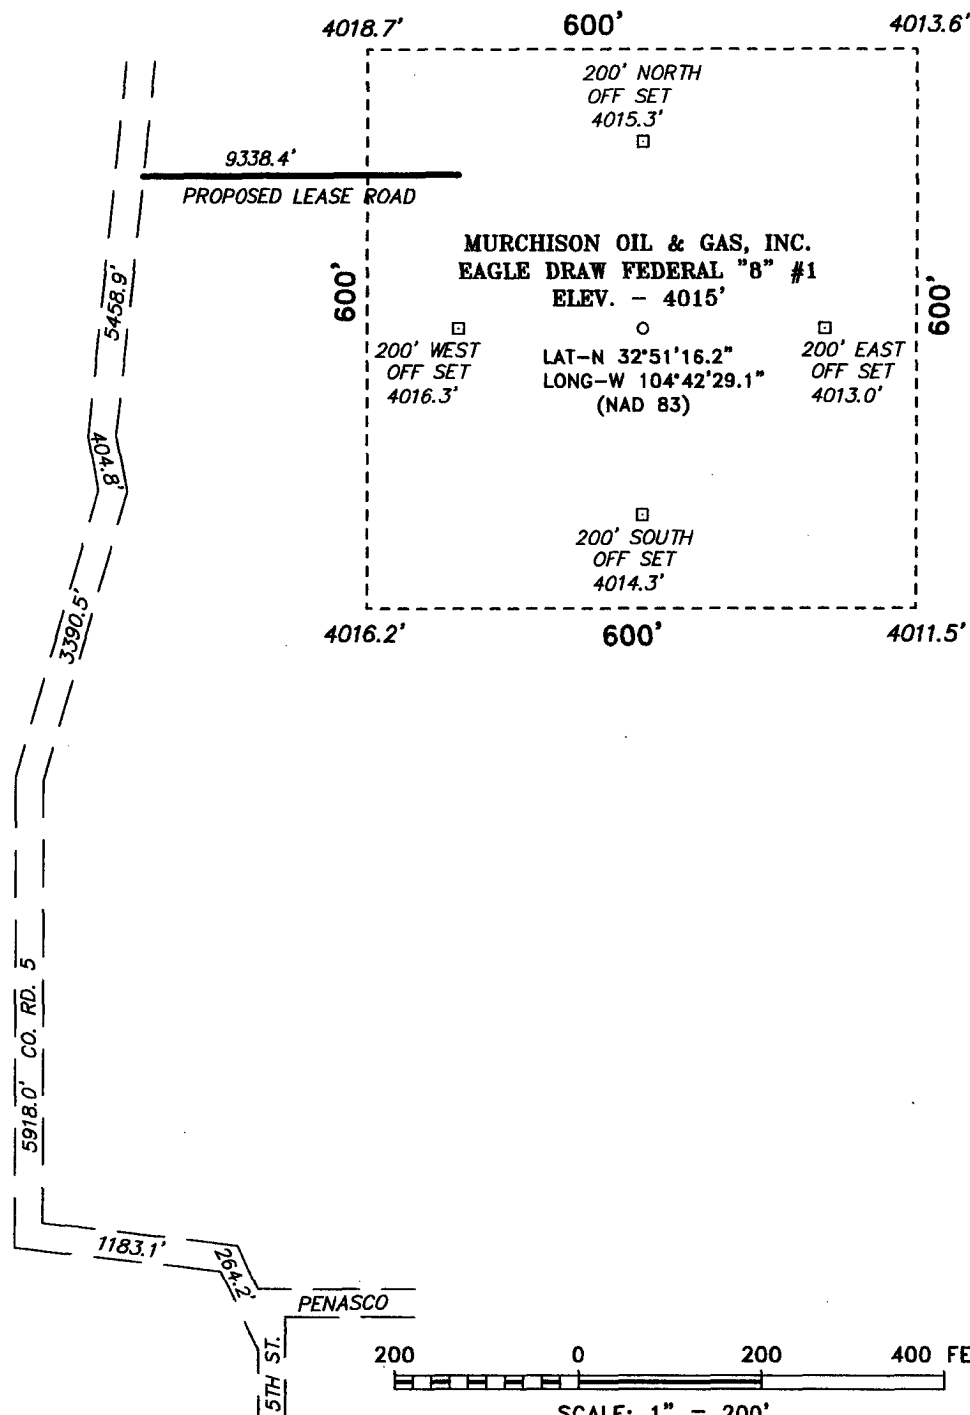 4018.7'
600'
4013.6'
200' NORTH
OFF SET
4015.3'
9338.4'
PROPOSED LEASE ROAD
MURCHISON OIL & GAS, INC.
EAGLE DRAW FEDERAL "8" #1
ELEV. - 4015'
600'
600'
5458.9'
200' WEST
OFF SET
4016.3'
LAT-N 32°51'16.2"
LONG-W 104°42'29.1"
(NAD 83)
200' EAST
OFF SET
4013.0'
404.8'
200' SOUTH
OFF SET
4014.3'
3390.5'
4016.2'
600'
4011.5'
5918.0' CO. RD. 5
1183.1'
264.2'
PENASCO
5TH ST.
200 0 200 400 FE
SCALE: 1" = 200'